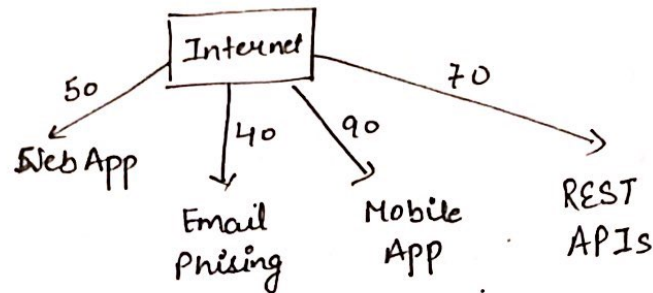 Internet
50
40
90
70
Web App
Email
Phising
Mobile
App
REST
APIs